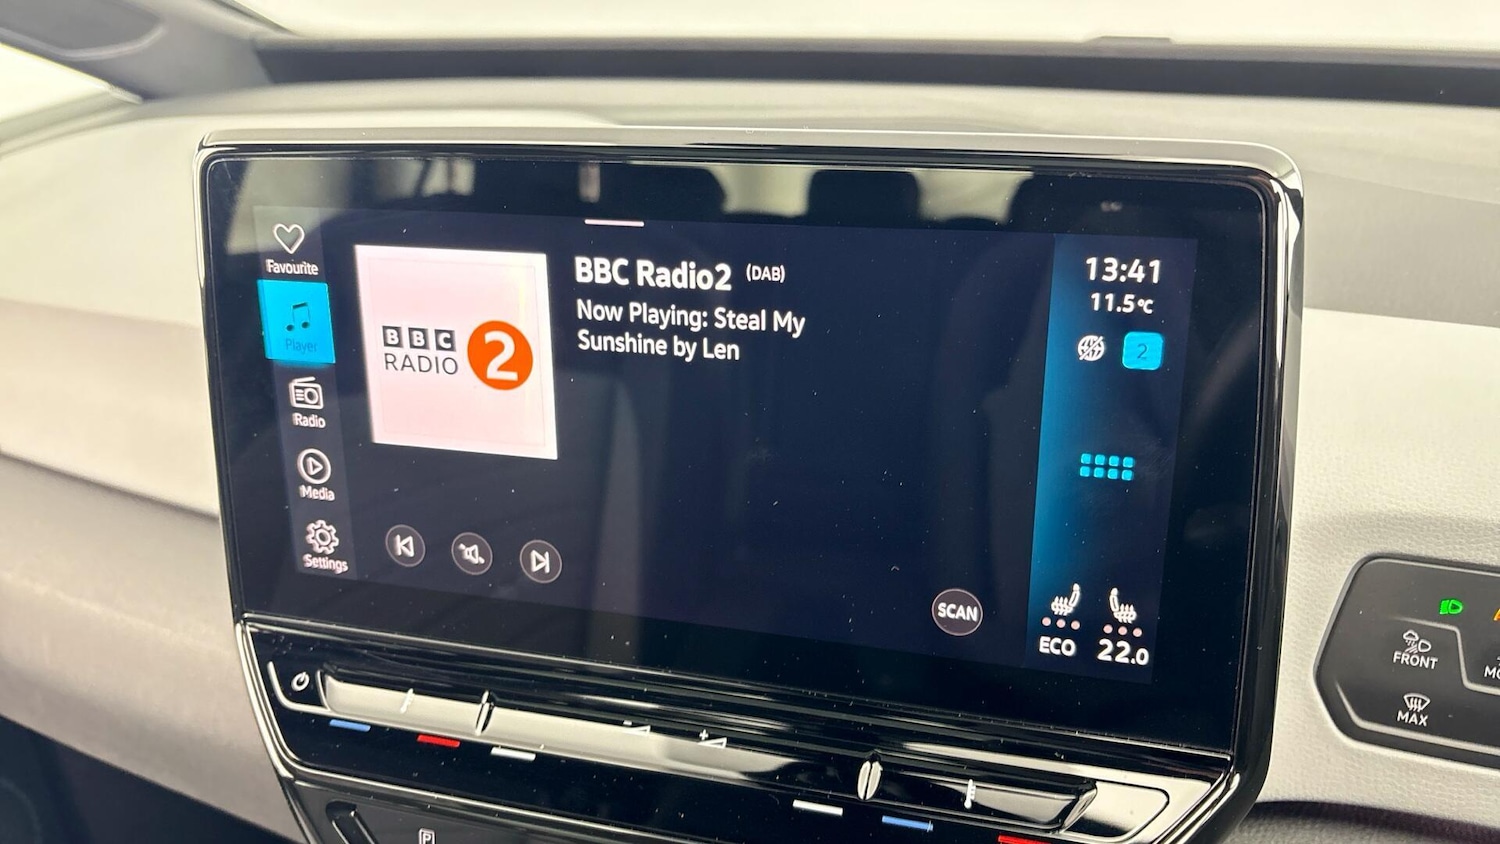 Favourite
Player
Radio
Media
Settings
BBC
RADIO
2
BBC Radio2 (DAB)
Now Playing: Steal My
Sunshine by Len
SCAN
13:41
11.5°C
2
ECO
22.0
P
FRONT
MAX